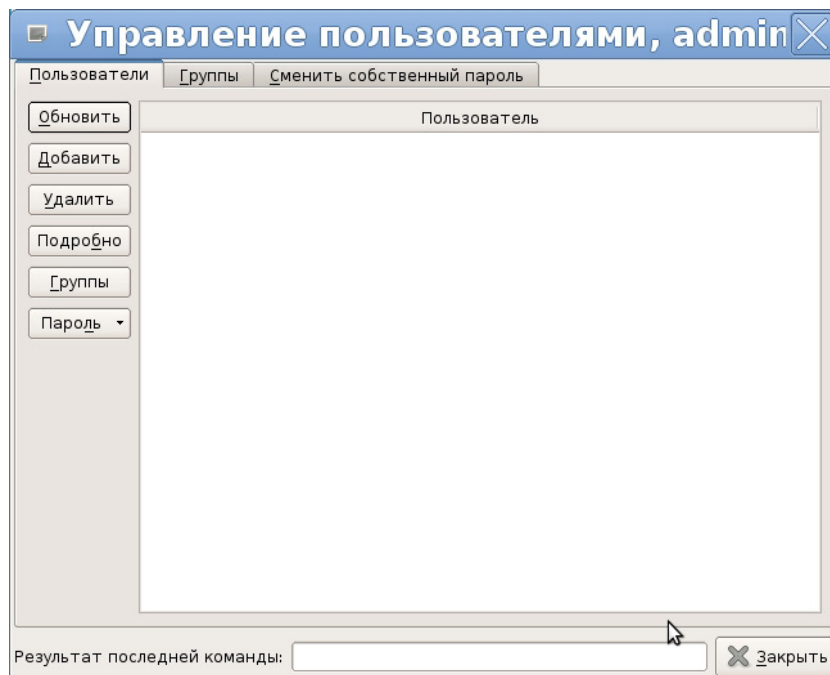 Управление пользователями, admin
Пользователи Группы Сменить собственный пароль
Обновить
Пользователь
Добавить
Удалить
Подробно
Группы
Пароль
Результат последней команды:
Закрыть